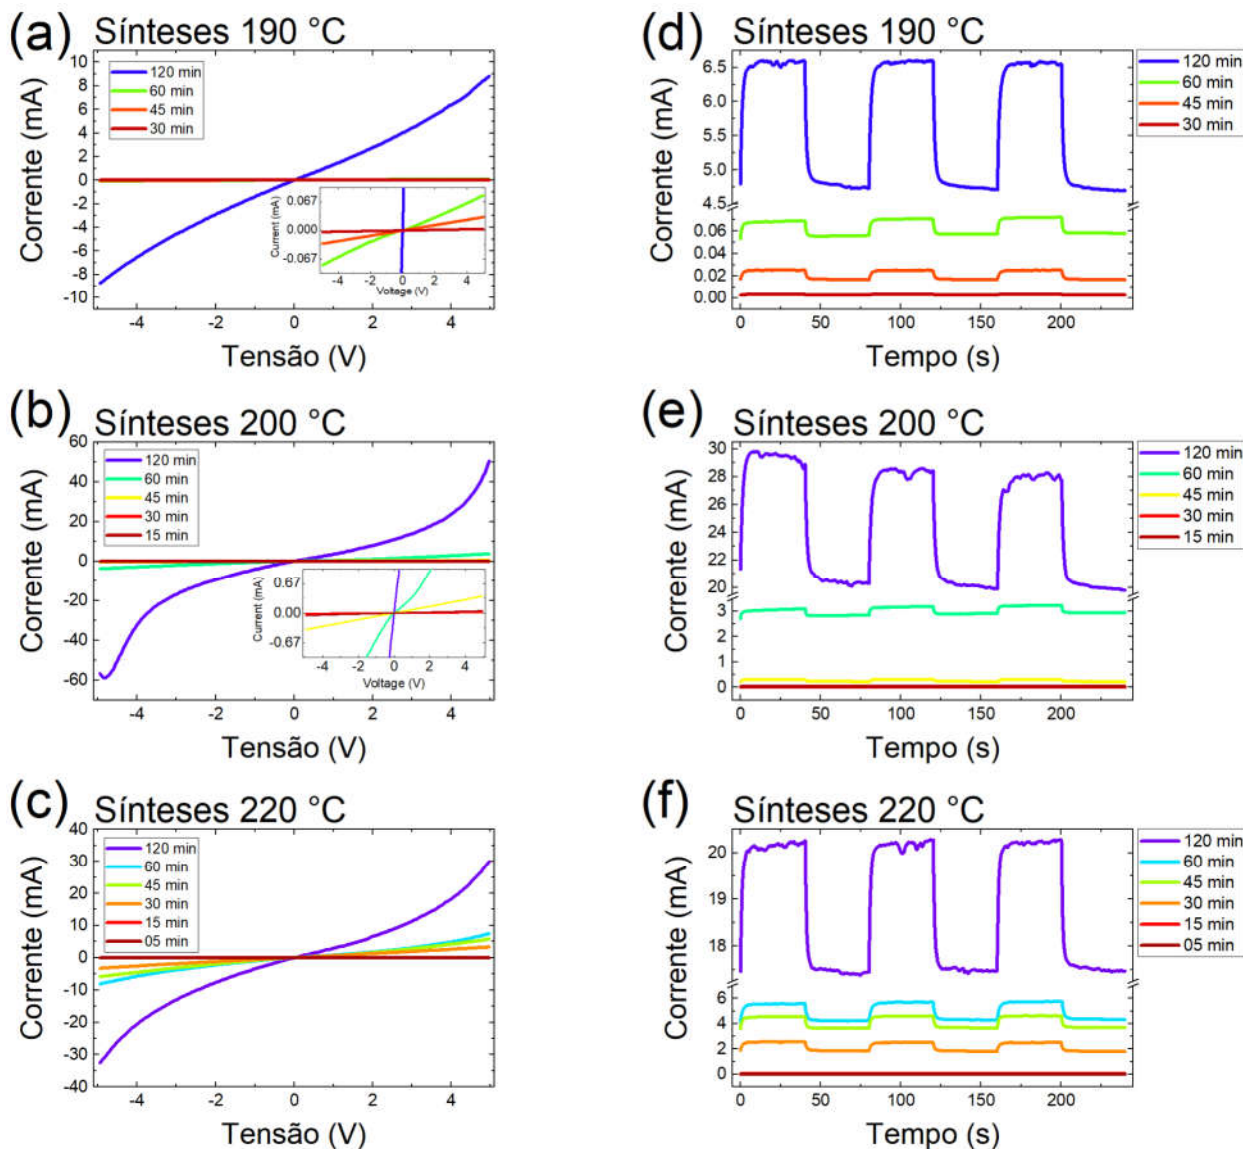 (a) Sínteses 190 °C
Corrente (mA)
10
8
6
4
2
0
-2
-4
-6
-8
-10
120 min
60 min
45 min
30 min
Current (mA)
0.067
0.000
-0.067
-4 -2 0 2 4
Voltage (V)
-4 -2 0 2 4
Tensão (V)
(d) Sínteses 190 °C
Corrente (mA)
6.5
6.0
5.5
5.0
4.5
0.06
0.02
0.00
120 min
60 min
45 min
30 min
0 50 100 150 200
Tempo (s)
(b) Sínteses 200 °C
Corrente (mA)
60
40
20
0
-20
-40
-60
120 min
60 min
45 min
30 min
15 min
Current (mA)
0.67
0.00
-0.67
-4 -2 0 2 4
Voltage (V)
-4 -2 0 2 4
Tensão (V)
(e) Sínteses 200 °C
Corrente (mA)
30
28
26
24
22
20
3
2
1
0
120 min
60 min
45 min
30 min
15 min
0 50 100 150 200
Tempo (s)
(c) Sínteses 220 °C
Corrente (mA)
40
30
20
10
0
-10
-20
-30
-40
120 min
60 min
45 min
30 min
15 min
05 min
-4 -2 0 2 4
Tensão (V)
(f) Sínteses 220 °C
Corrente (mA)
20
19
18
6
4
2
0
120 min
60 min
45 min
30 min
15 min
05 min
0 50 100 150 200
Tempo (s)